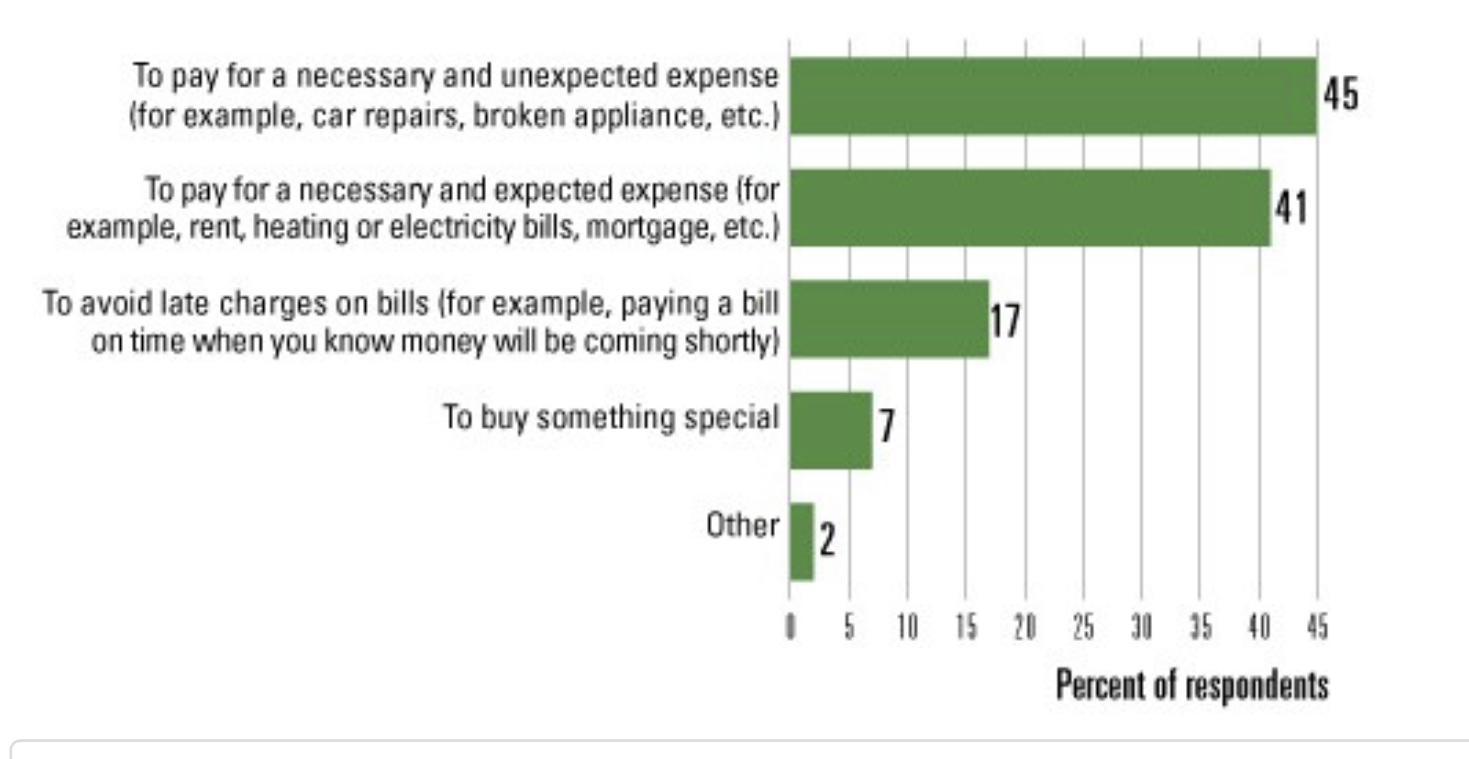 To pay for a necessary and unexpected expense
(for example, car repairs, broken appliance, etc.)
45
To pay for a necessary and expected expense (for
example, rent, heating or electricity bills, mortgage, etc.)
41
To avoid late charges on bills (for example, paying a bill
on time when you know money will be coming shortly)
17
To buy something special
7
Other
2
0 5 10 15 20 25 30 35 40 45
Percent of respondents